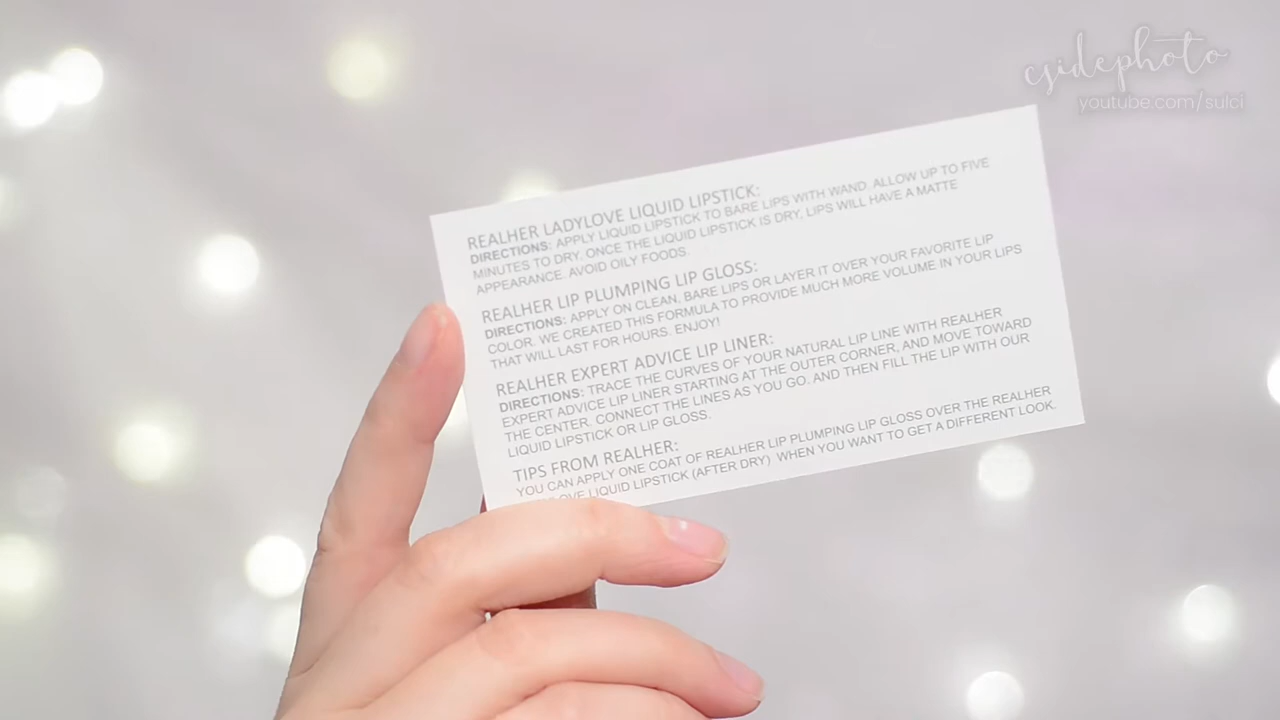 csidephoto
youtube.com/sulci
REALHER LADYLOVE LIQUID LIPSTICK:
DIRECTIONS: APPLY LIQUID LIPSTICK TO BARE LIPS WITH WAND. ALLOW UP TO FIVE
MINUTES TO DRY. ONCE THE LIQUID LIPSTICK IS DRY, LIPS WILL HAVE A MATTE
APPEARANCE. AVOID OILY FOODS.
REALHER LIP PLUMPING LIP GLOSS:
DIRECTIONS: APPLY ON CLEAN, BARE LIPS OR LAYER IT OVER YOUR FAVORITE LIP
COLOR. WE CREATED THIS FORMULA TO PROVIDE MUCH MORE VOLUME IN YOUR LIPS
THAT WILL LAST FOR HOURS. ENJOY!
REALHER EXPERT ADVICE LIP LINER:
DIRECTIONS: TRACE THE CURVES OF YOUR NATURAL LIP LINE WITH REALHER
EXPERT ADVICE LIP LINER STARTING AT THE OUTER CORNER, AND MOVE TOWARD
THE CENTER. CONNECT THE LINES AS YOU GO. AND THEN FILL THE LIP WITH OUR
LIQUID LIPSTICK OR LIP GLOSS.
TIPS FROM REALHER:
YOU CAN APPLY ONE COAT OF REALHER LIP PLUMPING LIP GLOSS OVER THE REALHER
LIQUID LIPSTICK (AFTER DRY) WHEN YOU WANT TO GET A DIFFERENT LOOK.